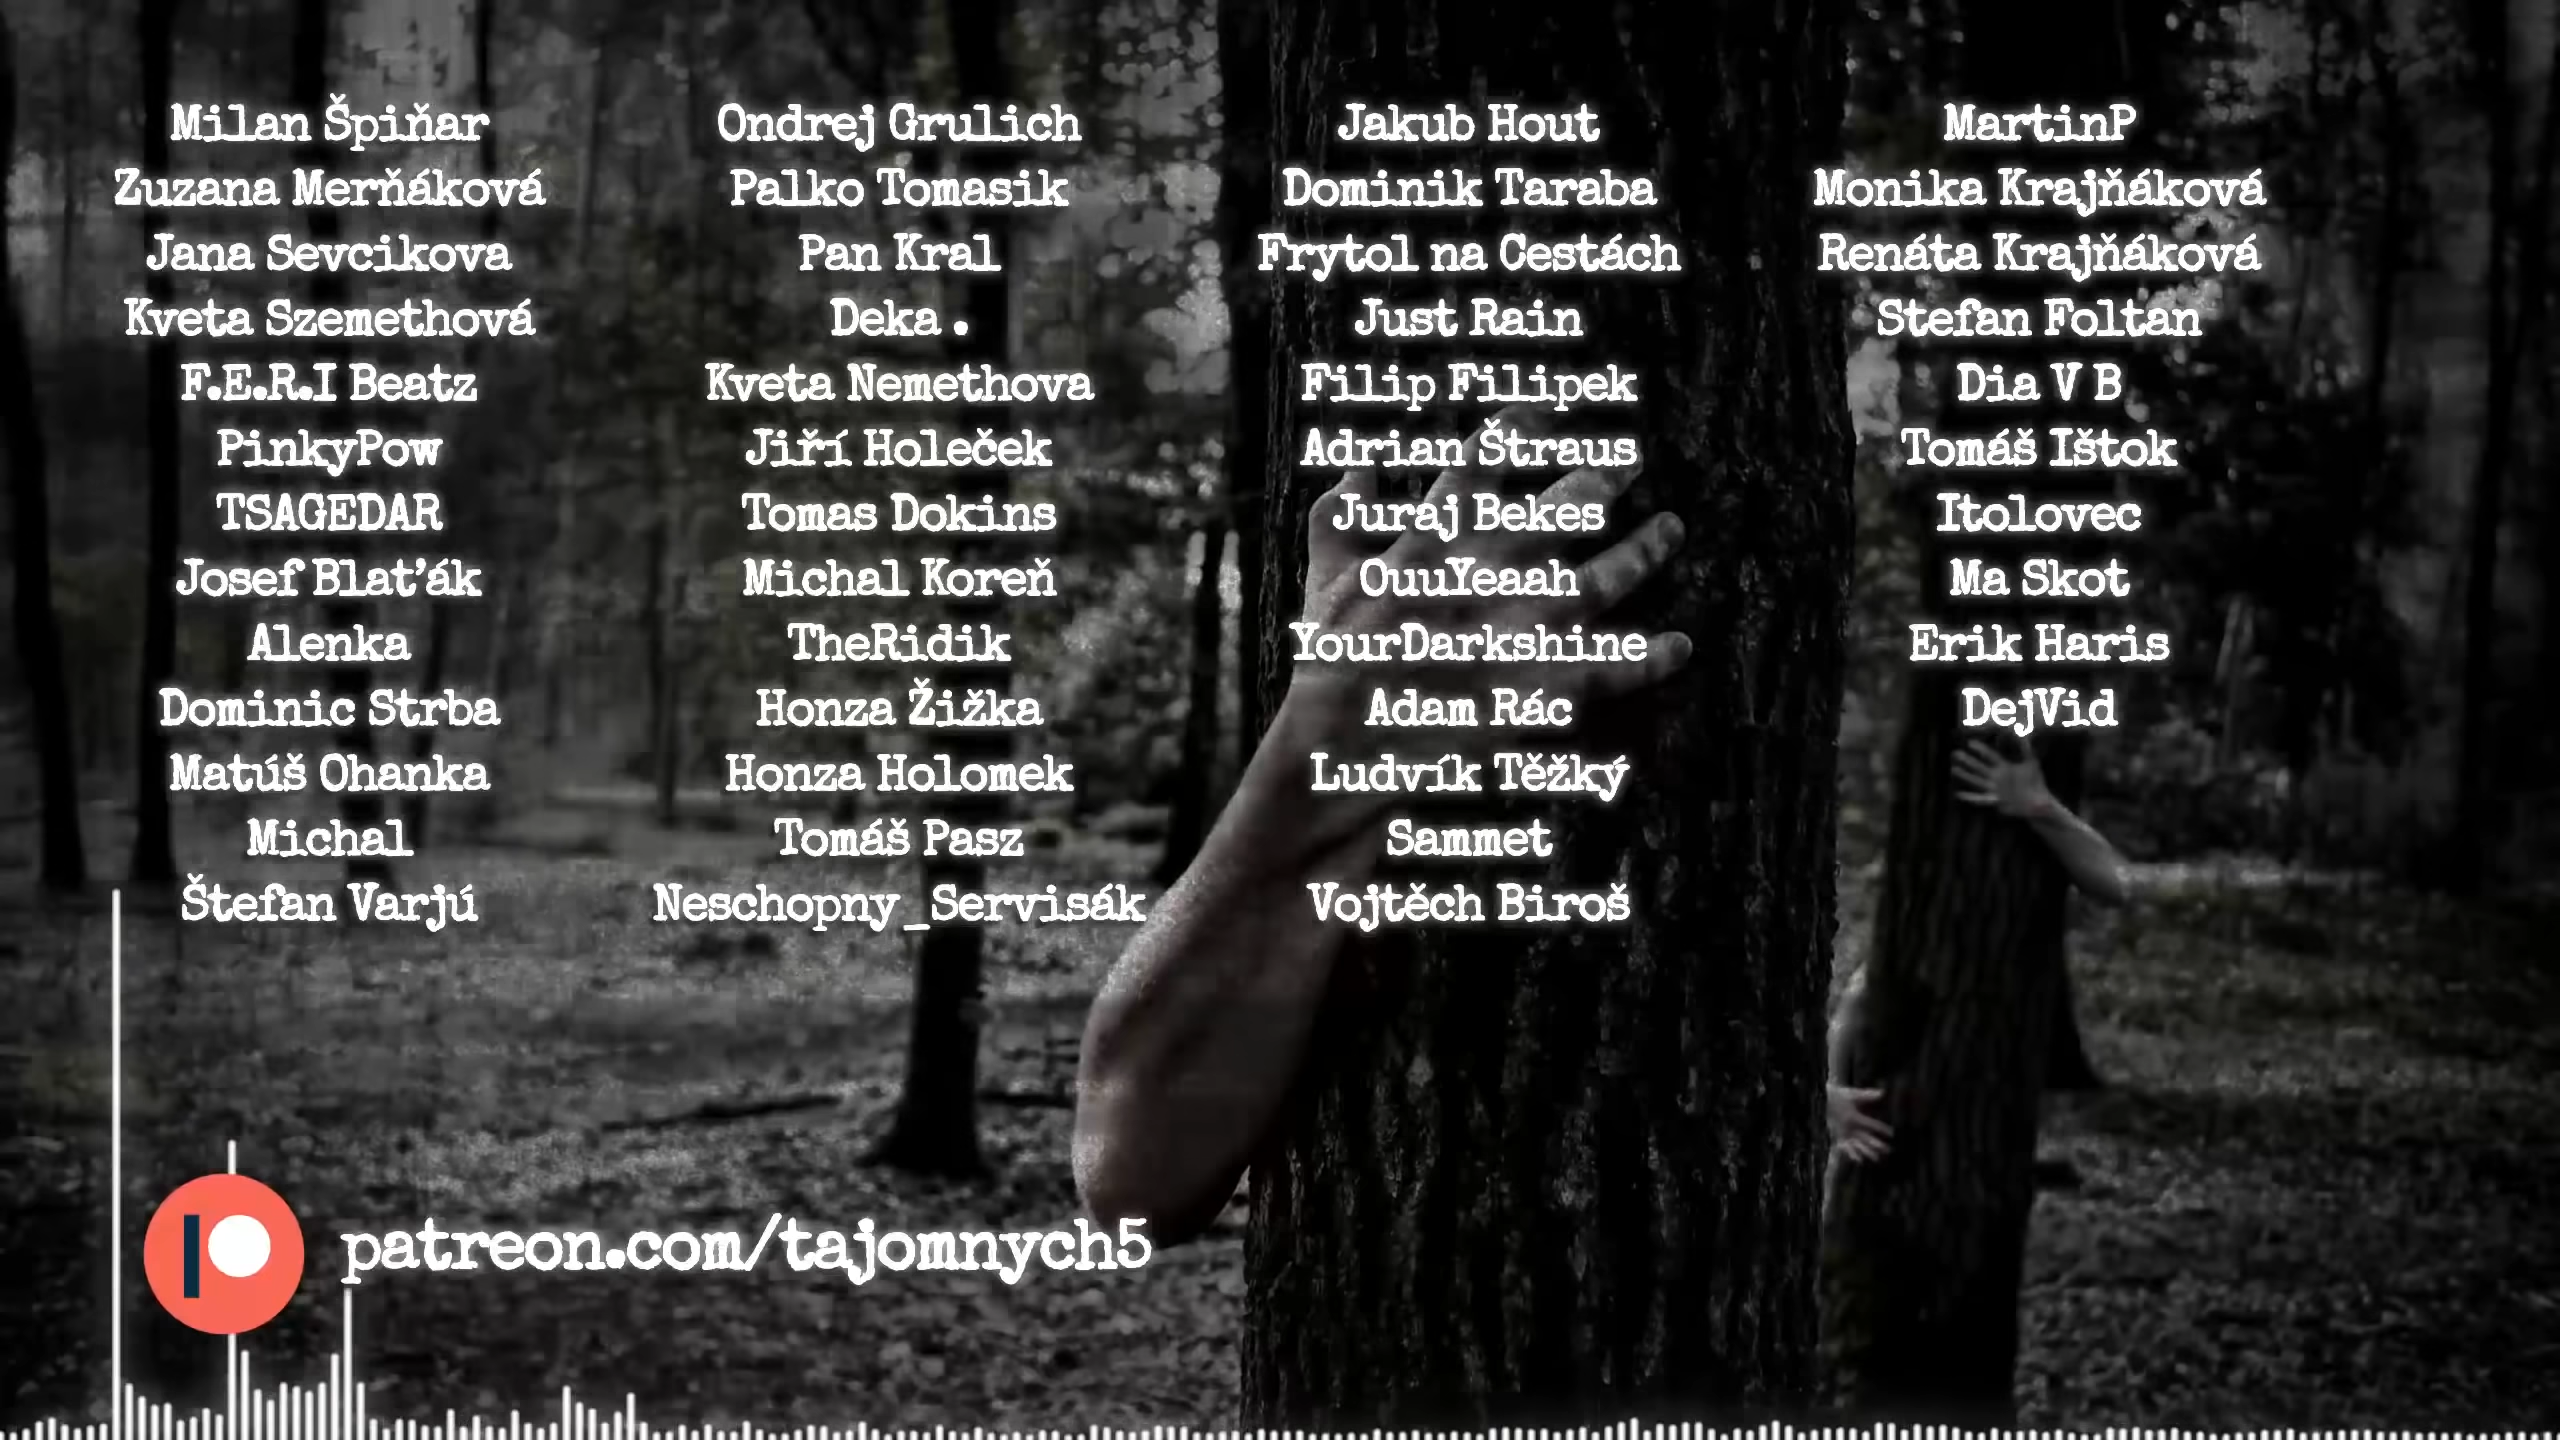 Milan Špiňar
Zuzana Merňáková
Jana Sevcikova
Kveta Szemethová
F.E.R.I Beatz
PinkyPow
TSAGEDAR
Josef Blaťák
Alenka
Dominic Strba
Matúš Ohanka
Michal
Štefan Varjú
Ondrej Grulich
Palko Tomasik
Pan Kral
Deka .
Kveta Nemethova
Jiří Holeček
Tomas Dokins
Michal Koreň
TheRidik
Honza Žižka
Honza Holomek
Tomáš Pasz
Neschopny_Servisák
Jakub Hout
Dominik Taraba
Frytol na Cestách
Just Rain
Filip Filipek
Adrian Štraus
Juraj Bekes
OuuYeaah
YourDarkshine
Adam Rác
Ludvík Těžký
Sammet
Vojtěch Biroš
MartinP
Monika Krajňáková
Renáta Krajňáková
Stefan Foltan
Dia V B
Tomáš Ištok
Itolovec
Ma Skot
Erik Haris
DejVid
patreon.com/tajomnych5